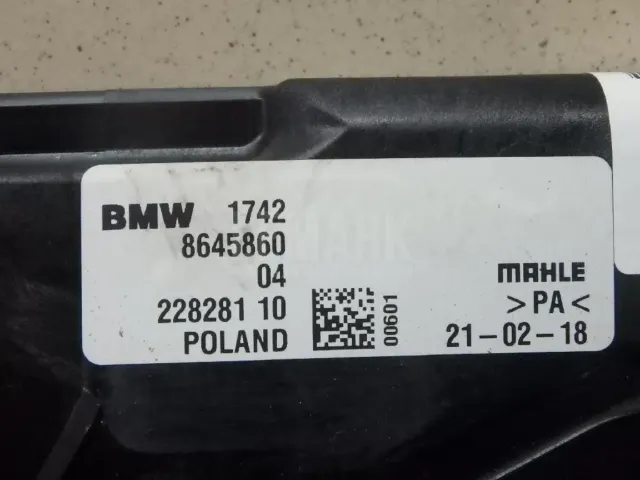 BMW 1742
8645860
04
228281 10
POLAND
00601
MAHLE
>PA<
21-02-18